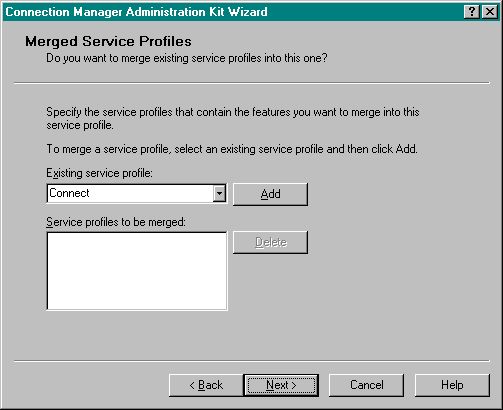 Connection Manager Administration Kit Wizard
Merged Service Profiles
Do you want to merge existing service profiles into this one?
Specify the service profiles that contain the features you want to merge into this
service profile.
To merge a service profile, select an existing service profile and then click Add.
Existing service profile:
Connect
Add
Service profiles to be merged:
Delete
< Back
Next >
Cancel
Help